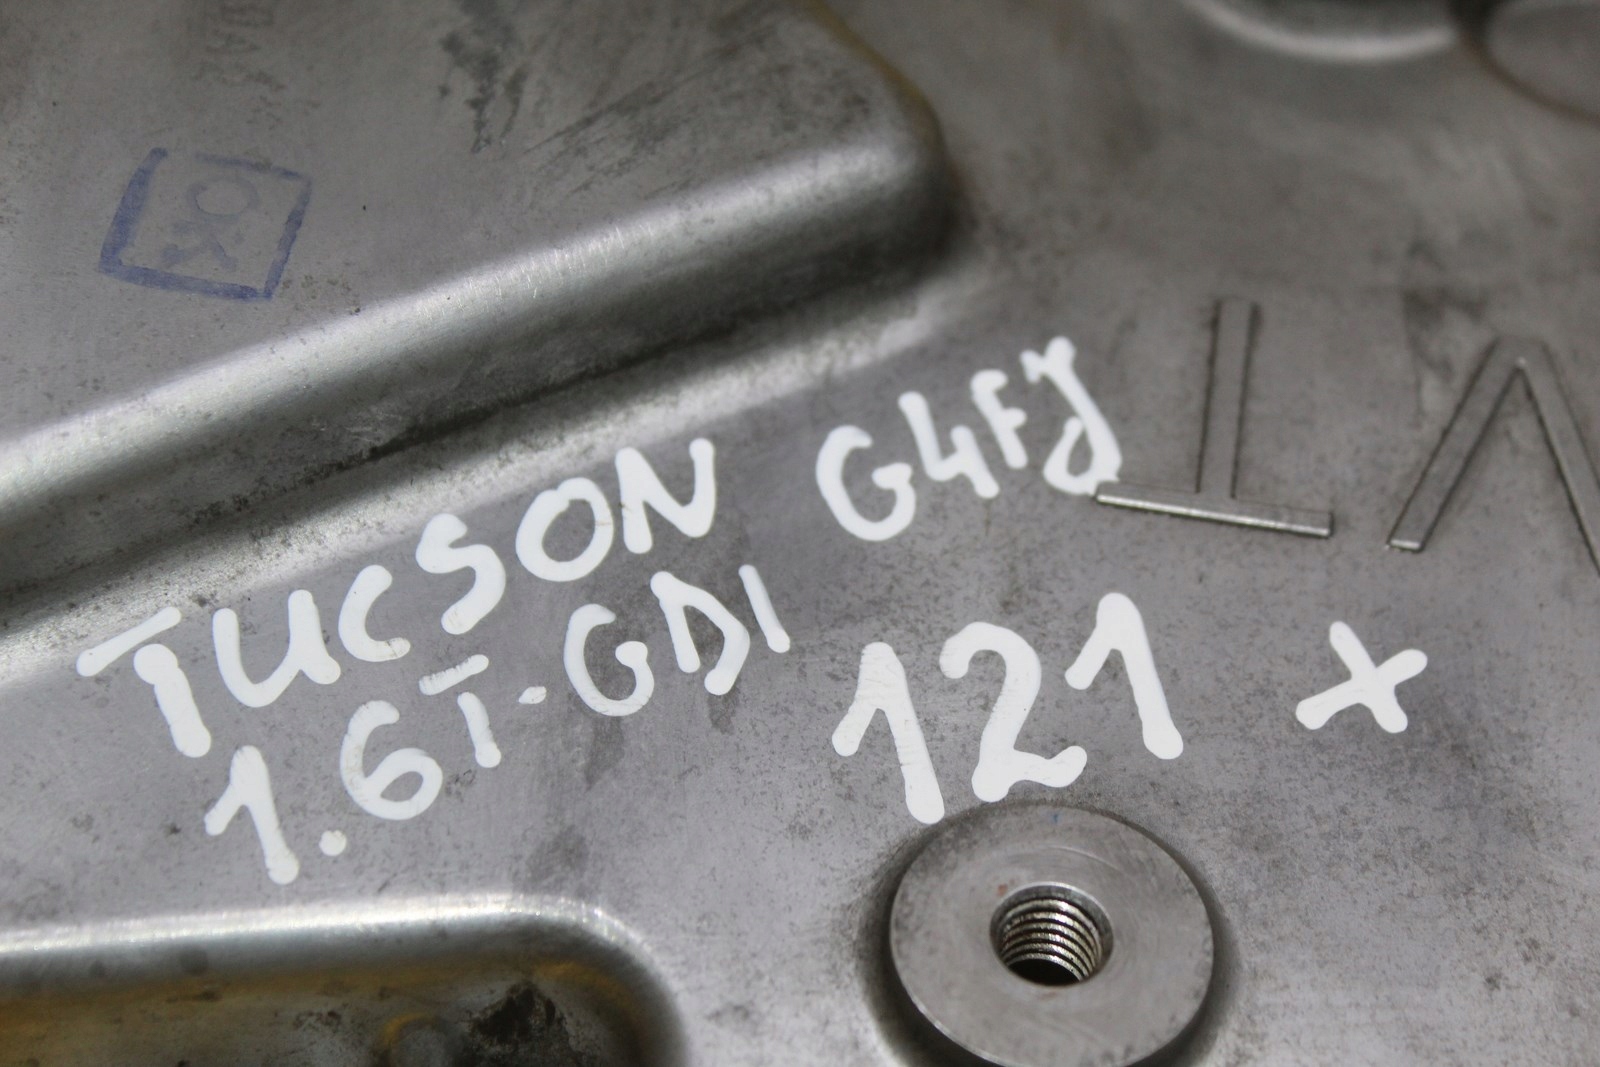 OK
TUCSON G4FJ
1.6T-GDI 121 X